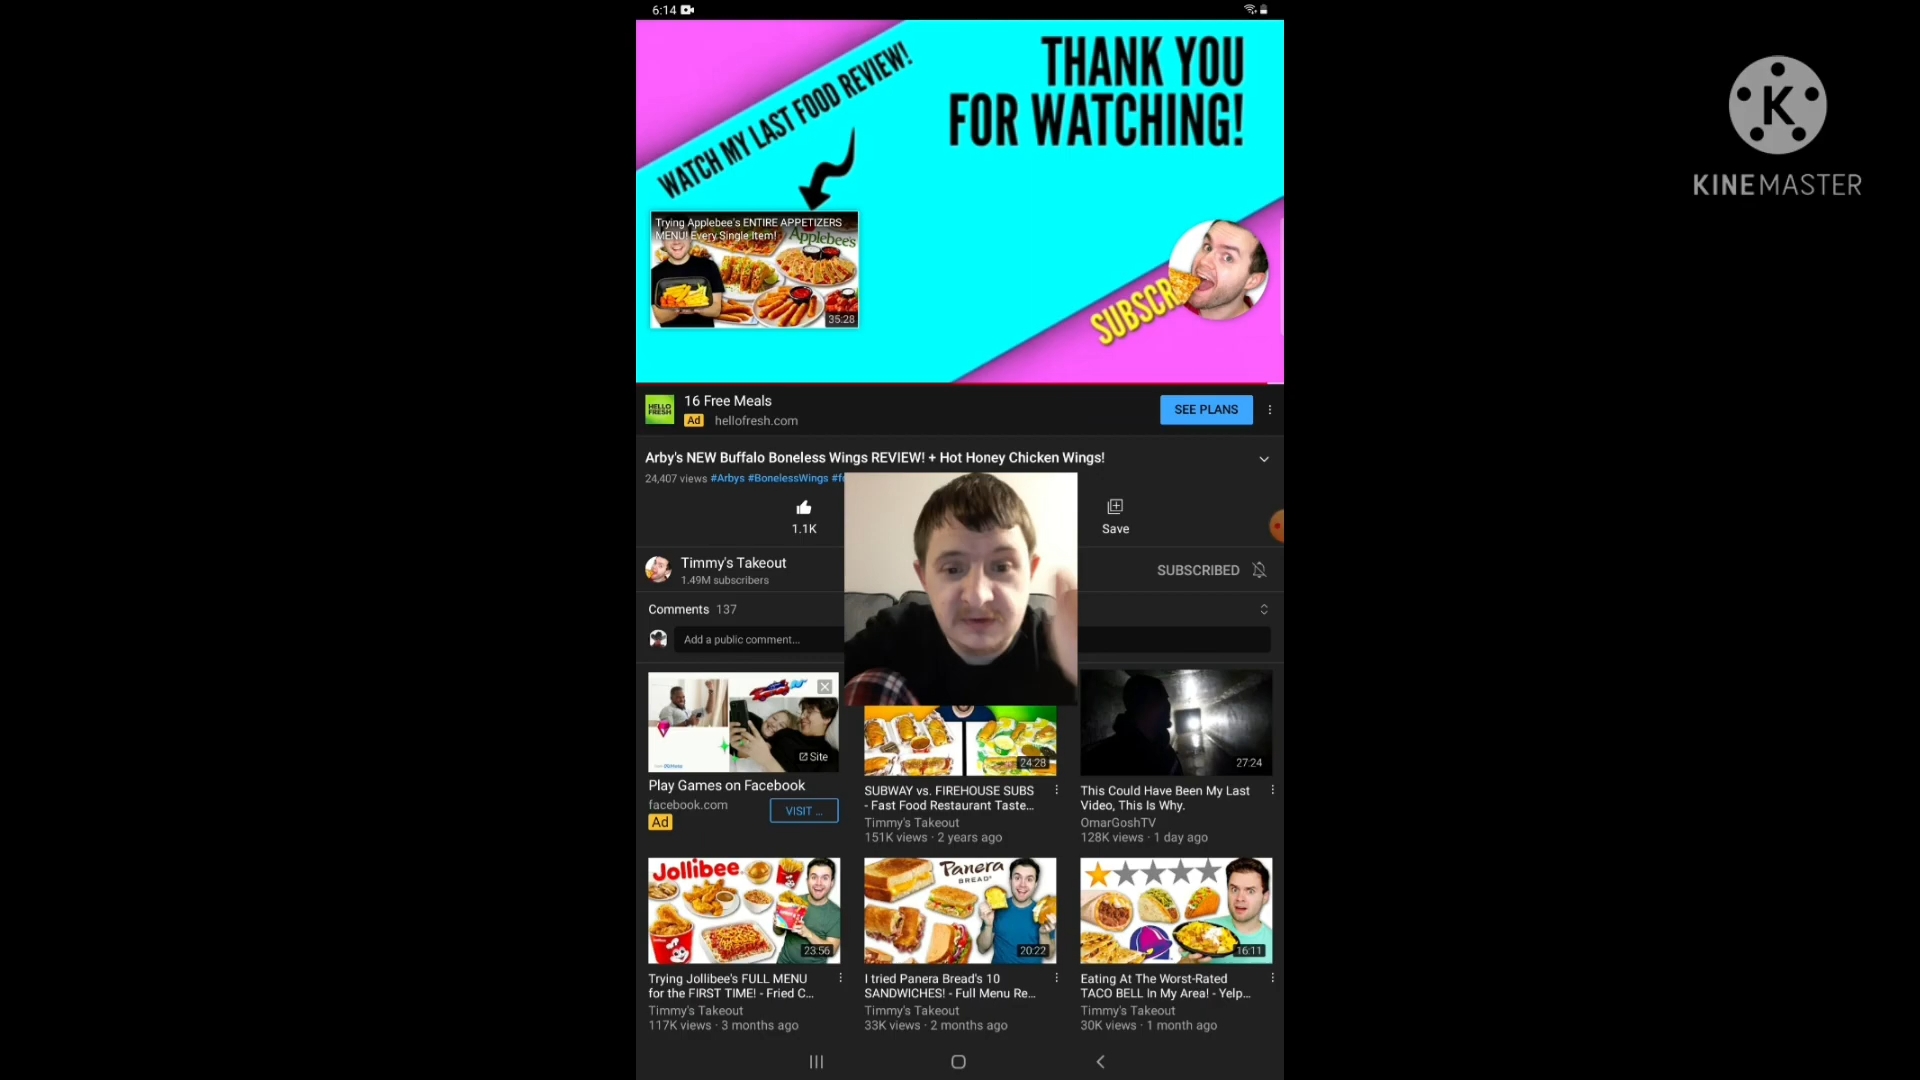 6:14
WATCH MY LAST FOOD REVIEW!
THANK YOU
FOR WATCHING!
Trying Applebee's ENTIRE APPETIZERS
MENU! Every Single Item!
Applebee's
35:28
SUBSCR
K
KINEMASTER
HELLO
FRESH
16 Free Meals
Ad hellofresh.com
SEE PLANS
Arby's NEW Buffalo Boneless Wings REVIEW! + Hot Honey Chicken Wings!
24,407 views #Arbys #BonelessWings
1.1K
Save
Timmy's Takeout
1.49M subscribers
SUBSCRIBED
Comments 137
Add a public comment...
Site
Play Games on Facebook
facebook.com
Ad
VISIT ...
24:28
SUBWAY vs. FIREHOUSE SUBS
- Fast Food Restaurant Taste...
Timmy's Takeout
151K views · 2 years ago
27:24
This Could Have Been My Last
Video, This Is Why.
OmarGoshTV
128K views · 1 day ago
Jollibee
23:56
Trying Jollibee's FULL MENU
for the FIRST TIME! - Fried C...
Timmy's Takeout
117K views · 3 months ago
Panera
BREAD
20:22
I tried Panera Bread's 10
SANDWICHES! - Full Menu Re...
Timmy's Takeout
33K views · 2 months ago
16:11
Eating At The Worst-Rated
TACO BELL In My Area! - Yelp...
Timmy's Takeout
30K views · 1 month ago